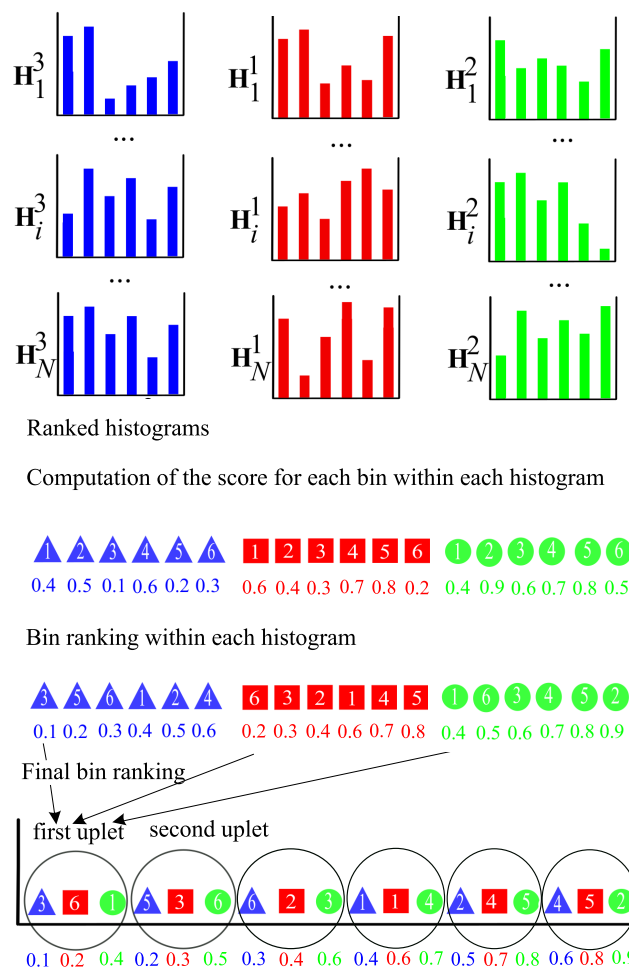 H_1^3 H_1^1 H_1^2
... ... ...
H_i^3 H_i^1 H_i^2
... ... ...
H_N^3 H_N^1 H_N^2
Ranked histograms
Computation of the score for each bin within each histogram
1 2 3 4 5 6 1 2 3 4 5 6 1 2 3 4 5 6
0.4 0.5 0.1 0.6 0.2 0.3 0.6 0.4 0.3 0.7 0.8 0.2 0.4 0.9 0.6 0.7 0.8 0.5
Bin ranking within each histogram
3 5 6 1 2 4 6 3 2 1 4 5 1 6 3 4 5 2
0.1 0.2 0.3 0.4 0.5 0.6 0.2 0.3 0.4 0.6 0.7 0.8 0.4 0.5 0.6 0.7 0.8 0.9
Final bin ranking
first uplet second uplet
3 6 1 5 3 6 6 2 3 1 1 4 2 4 5 4 5 2
0.1 0.2 0.4 0.2 0.3 0.5 0.3 0.4 0.6 0.4 0.6 0.7 0.5 0.7 0.8 0.6 0.8 0.9